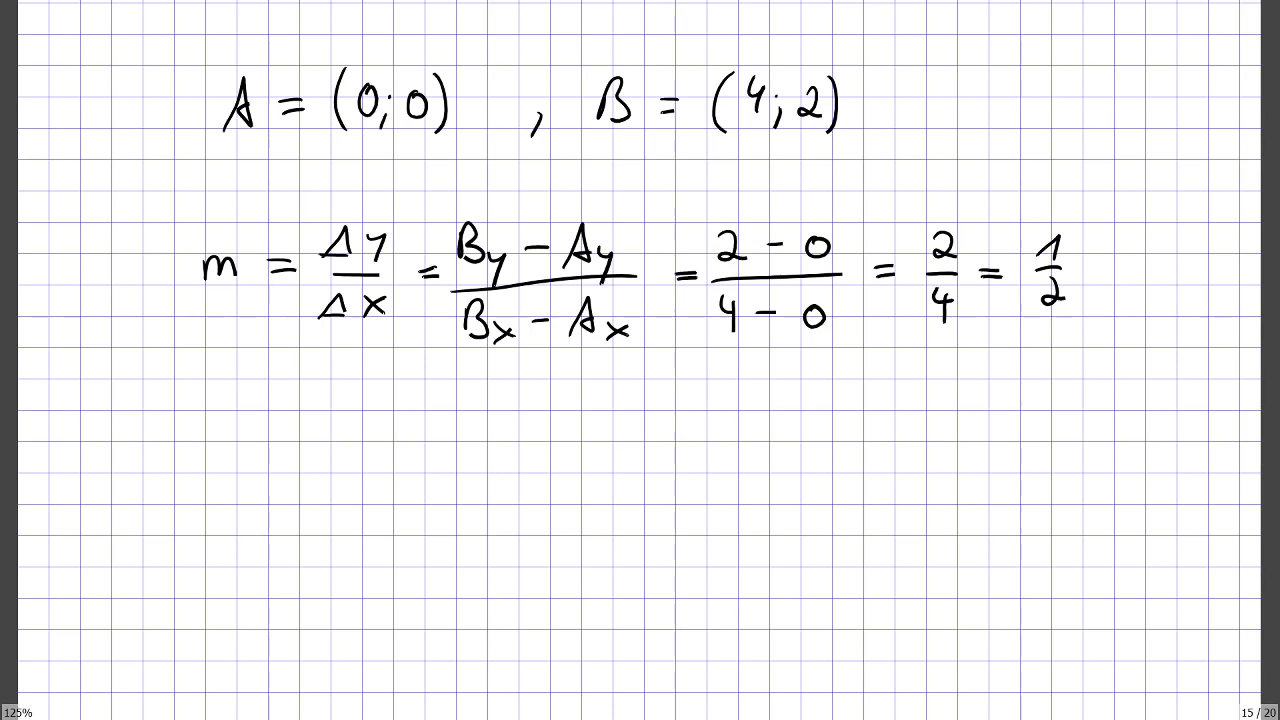 A = (0; 0) , B = (4; 2)
m = Δy/Δx = (By − Ay)/(Bx − Ax) = (2 − 0)/(4 − 0) = 2/4 = 1/2
125% 15 / 20